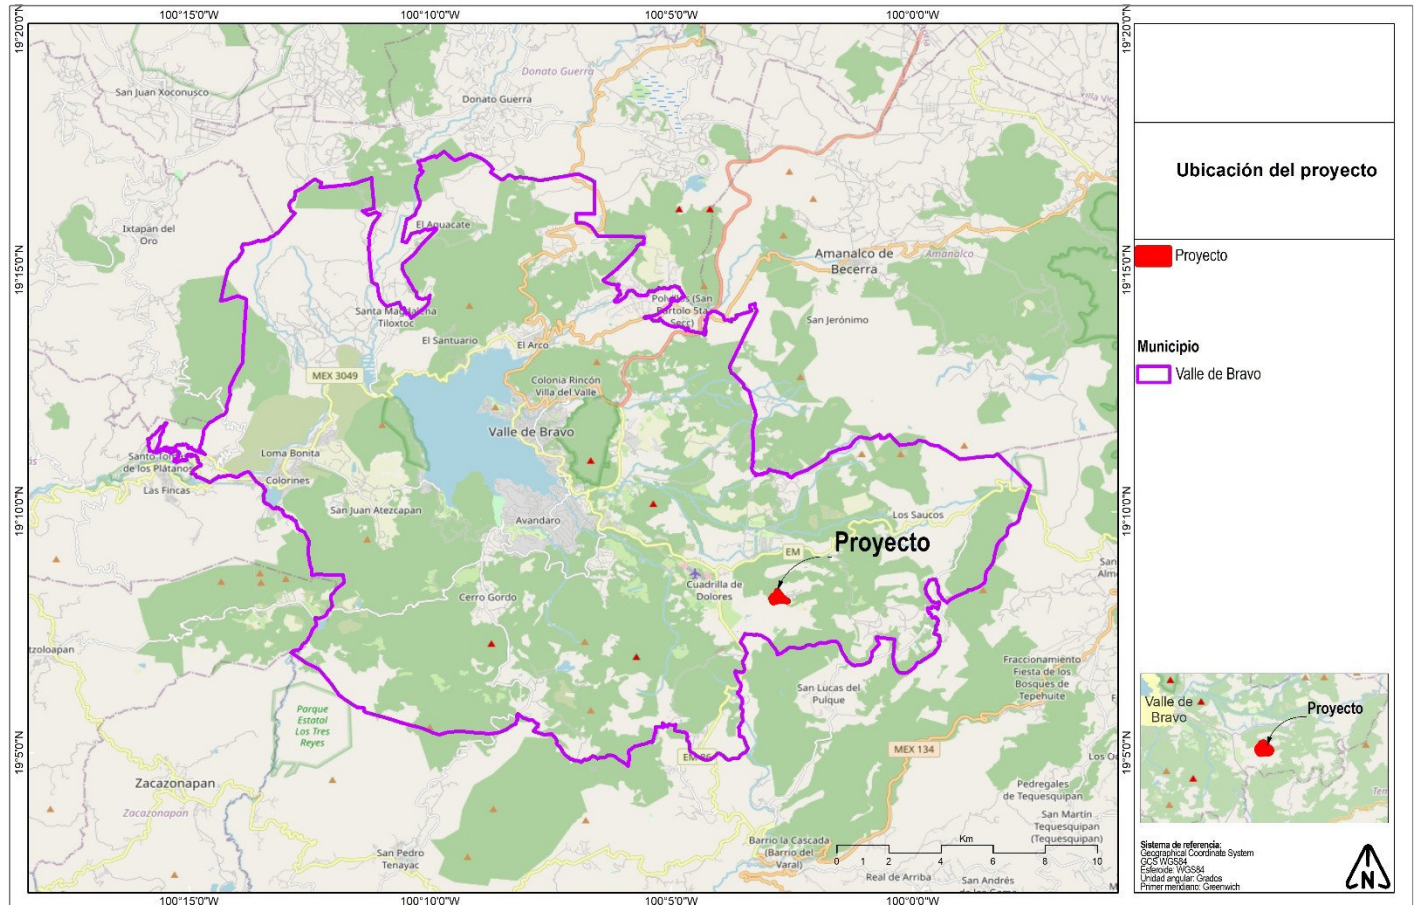 100°15'0"W
100°10'0"W
100°5'0"W
100°0'0"W
19°20'0"N
19°20'0"N
Donato Guerra
San Juan Xoconusco
Donato Guerra
Ubicación del proyecto
El Aguacate
Ixtapan del
Oro
Amanalco de
Becerra
Amanalco
Proyecto
19°15'0"N
19°15'0"N
Polvillos (San
Bartolo 5ta
Secc)
Santa Magdalena
Tiloxtoc
San Jerónimo
El Santuario
El Arco
Municipio
Valle de Bravo
MEX 3049
Colonia Rincón
Villa del Valle
Valle de Bravo
Santo Tomás
de los Plátanos
Loma Bonita
Las Fincas
Colorines
San Juan Atezcapan
Avandaro
Los Saucos
19°10'0"N
19°10'0"N
EM
Proyecto
Cuadrilla de
Dolores
Cerro Gordo
Fraccionamiento
Fiesta de los
Bosques de
Tepehuite
San Lucas del
Pulque
Parque
Estatal
Los Tres
Reyes
Valle de
Bravo
Proyecto
MEX 134
19°5'0"N
19°5'0"N
Zacazonapan
Zacazonapan
Pedregales
de Tequesquipan
San Martín
Tequesquipan
(Tequesquipan)
Barrio la Cascada
(Barrio del
Varal)
Km
0 2 4 6 8 10
San Pedro
Tenayac
Real de Arriba
San Andrés
Sistema de referencia:
Geographical Coordinate System
GCS WGS84
Esferoide: WGS84
Unidad angular: Grados
Primer meridiano: Greenwich
N
100°15'0"W
100°10'0"W
100°5'0"W
100°0'0"W